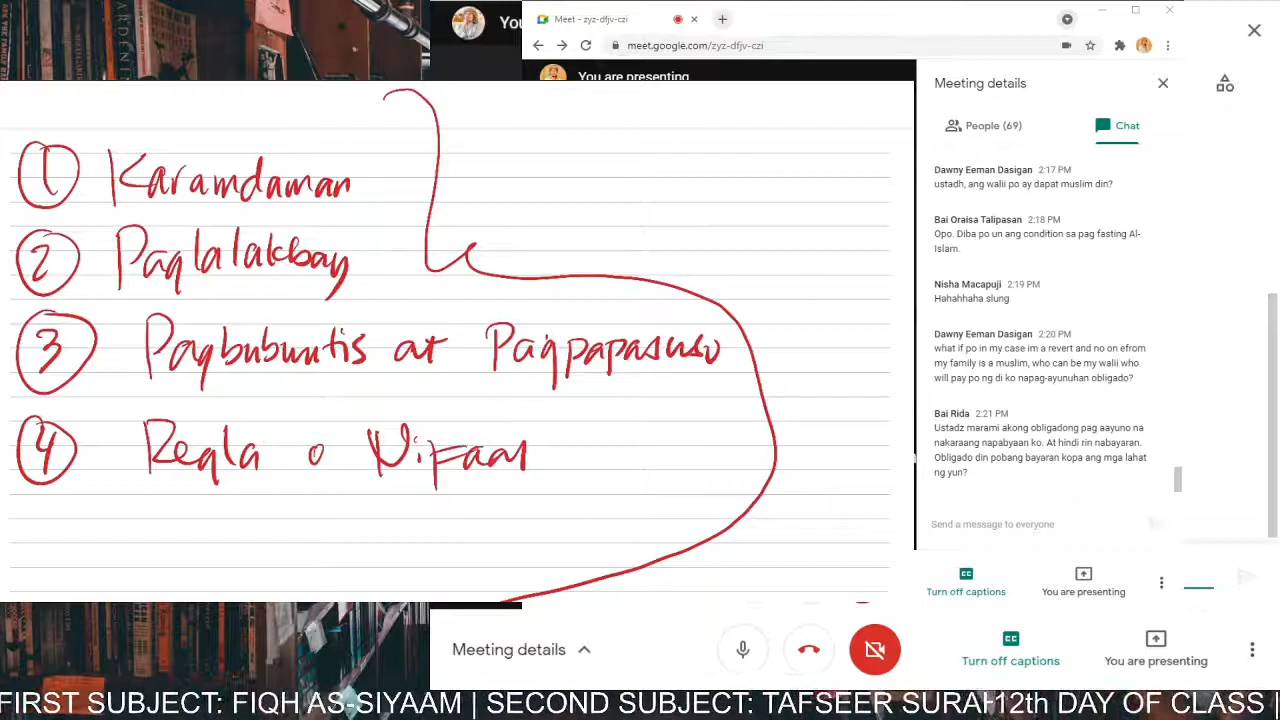 You
Meet - zyz-dfjv-czi
meet.google.com/zyz-dfjv-czi
You are presenting
Meeting details
People (69)
Chat
① Karamdaman
② Paglalakbay
③ Pagbubuntis at Pagpapasuso
④ Regla o Nifaas
Dawny Eeman Dasigan 2:17 PM
ustadh, ang walii po ay dapat muslim din?
Bai Oraisa Talipasan 2:18 PM
Opo. Diba po un ang condition sa pag fasting Al-
Islam.
Nisha Macapuji 2:19 PM
Hahahhaha slung
Dawny Eeman Dasigan 2:20 PM
what if po in my case im a revert and no on efrom
my family is a muslim, who can be my walii who
will pay po ng di ko napag-ayunuhan obligado?
Bai Rida 2:21 PM
Ustadz marami akong obligadong pag aayuno na
nakaraang napabyaan ko. At hindi rin nabayaran.
Obligado din pobang bayaran kopa ang mga lahat
ng yun?
Send a message to everyone
CC
Turn off captions
You are presenting
Meeting details
CC
Turn off captions
You are presenting
FIRST SUBJECT: FIQH AS-SIYAAM | SECOND SUBJECT: TAFSEER SURAH 12th DAY OF CLASS |